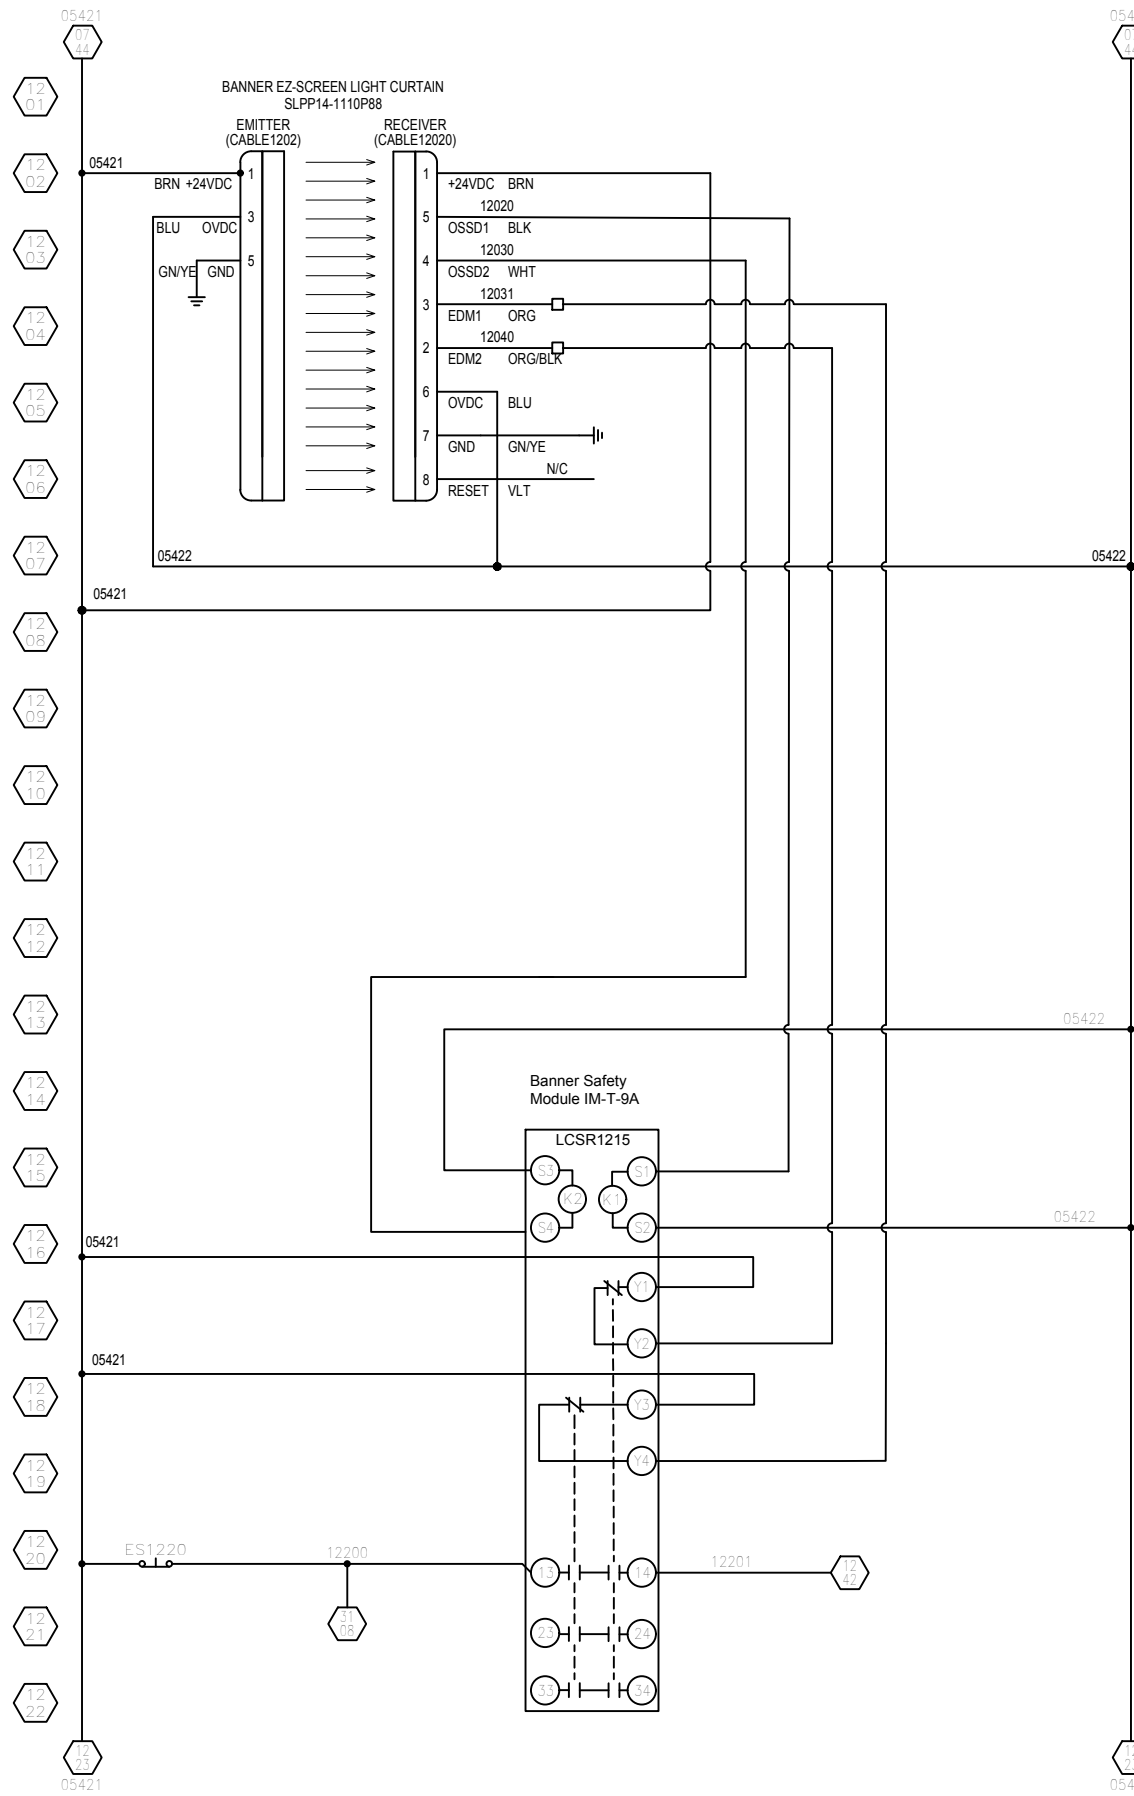 05421
07
44
12
01
BANNER EZ-SCREEN LIGHT CURTAIN
SLPP14-1110P88
EMITTER
(CABLE1202)
RECEIVER
(CABLE12020)
12
02
05421
BRN +24VDC
1
1
+24VDC BRN
12020
3
BLU OVDC
5
OSSD1 BLK
12
03
12030
GN/YE GND
5
4
OSSD2 WHT
12031
3
EDM1 ORG
12
04
12040
2
EDM2 ORG/BLK
12
05
6
OVDC BLU
7
GND GN/YE
12
06
N/C
8
RESET VLT
12
07
05422
05422
05421
12
08
12
09
12
10
12
11
12
12
12
13
05422
12
14
Banner Safety
Module IM-T-9A
LCSR1215
12
15
S3
S1
K2
K1
S4
S2
05422
12
16
05421
Y1
12
17
Y2
05421
12
18
Y3
Y4
12
19
12
20
ES1220
12200
13
14
12201
12
42
12
21
31
08
23
24
12
22
33
34
12
23
05421